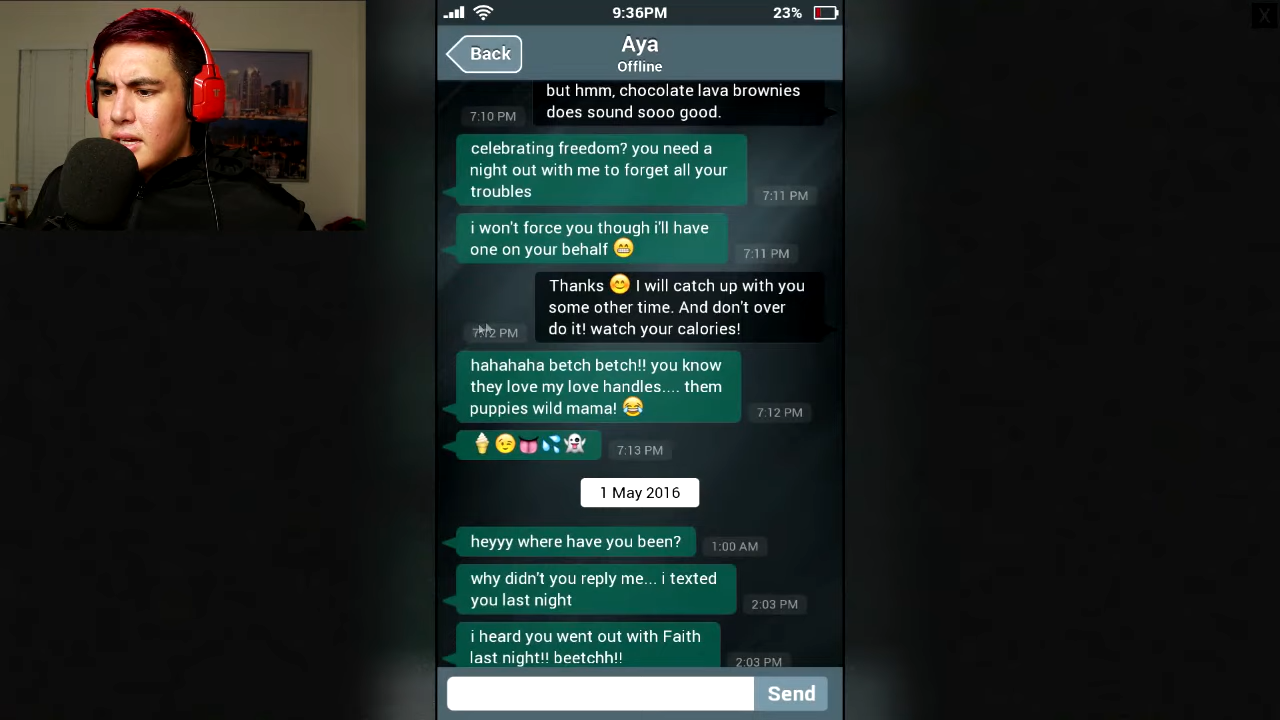 9:36PM
23%
Back
Aya
Offline
but hmm, chocolate lava brownies
does sound sooo good.
7:10 PM
celebrating freedom? you need a
night out with me to forget all your
troubles
7:11 PM
i won't force you though i'll have
one on your behalf 😁
7:11 PM
Thanks 😊 I will catch up with you
some other time. And don't over
do it! watch your calories!
7:12 PM
hahahaha betch betch!! you know
they love my love handles.... them
puppies wild mama! 😂
7:12 PM
🍦😉👅💦👻
7:13 PM
1 May 2016
heyyy where have you been?
1:00 AM
why didn't you reply me... i texted
you last night
2:03 PM
i heard you went out with Faith
last night!! beetchh!!
2:03 PM
Send
X